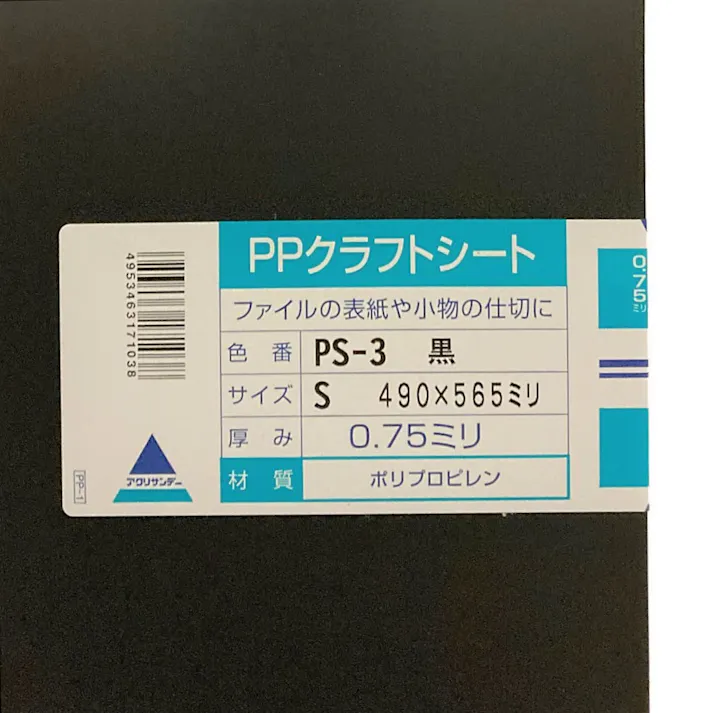 PPクラフトシート
ファイルの表紙や小物の仕切に
色番 PS-3 黒
サイズ S 490×565ミリ
厚み 0.75ミリ
材質 ポリプロピレン
4953463171038
アクリサンデー
PP-1
0.75ミリ